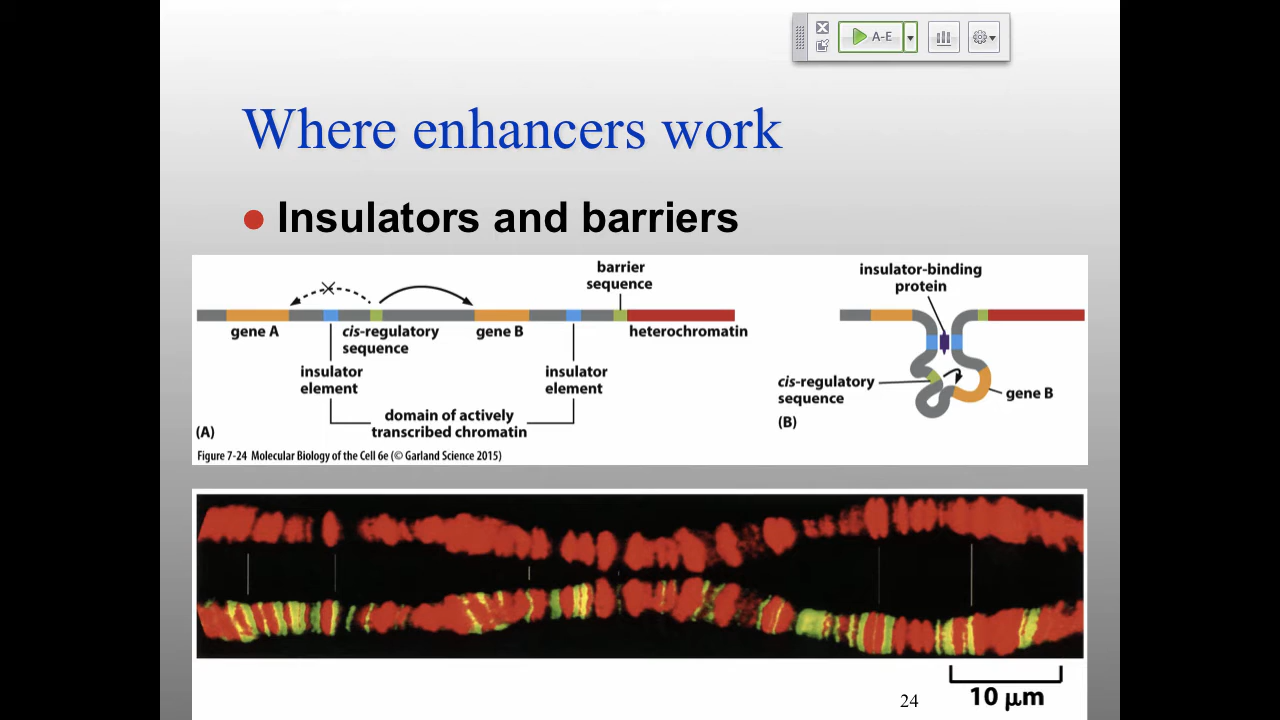 A-E
Where enhancers work
Insulators and barriers
barrier
sequence
gene A
cis-regulatory
sequence
gene B
heterochromatin
insulator
element
insulator
element
domain of actively
transcribed chromatin
(A)
Figure 7-24 Molecular Biology of the Cell 6e (© Garland Science 2015)
insulator-binding
protein
cis-regulatory
sequence
gene B
(B)
10 μm
24